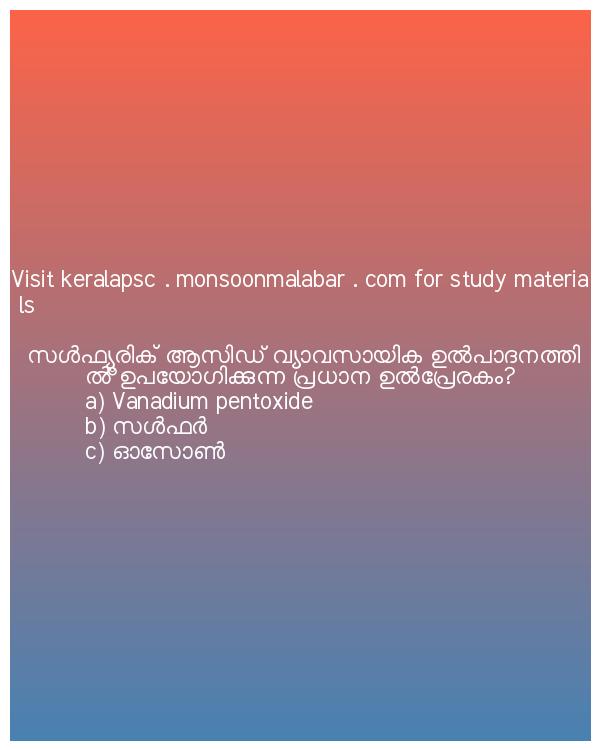 Visit keralapsc . monsoonmalabar . com for study materia
ls
സൾഫ്യൂരിക് ആസിഡ് വ്യാവസായിക ഉൽപാദനത്തി
ൽ ഉപയോഗിക്കുന്ന പ്രധാന ഉൽപ്രേരകം?
a) Vanadium pentoxide
b) സൾഫർ
c) ഓസോൺ